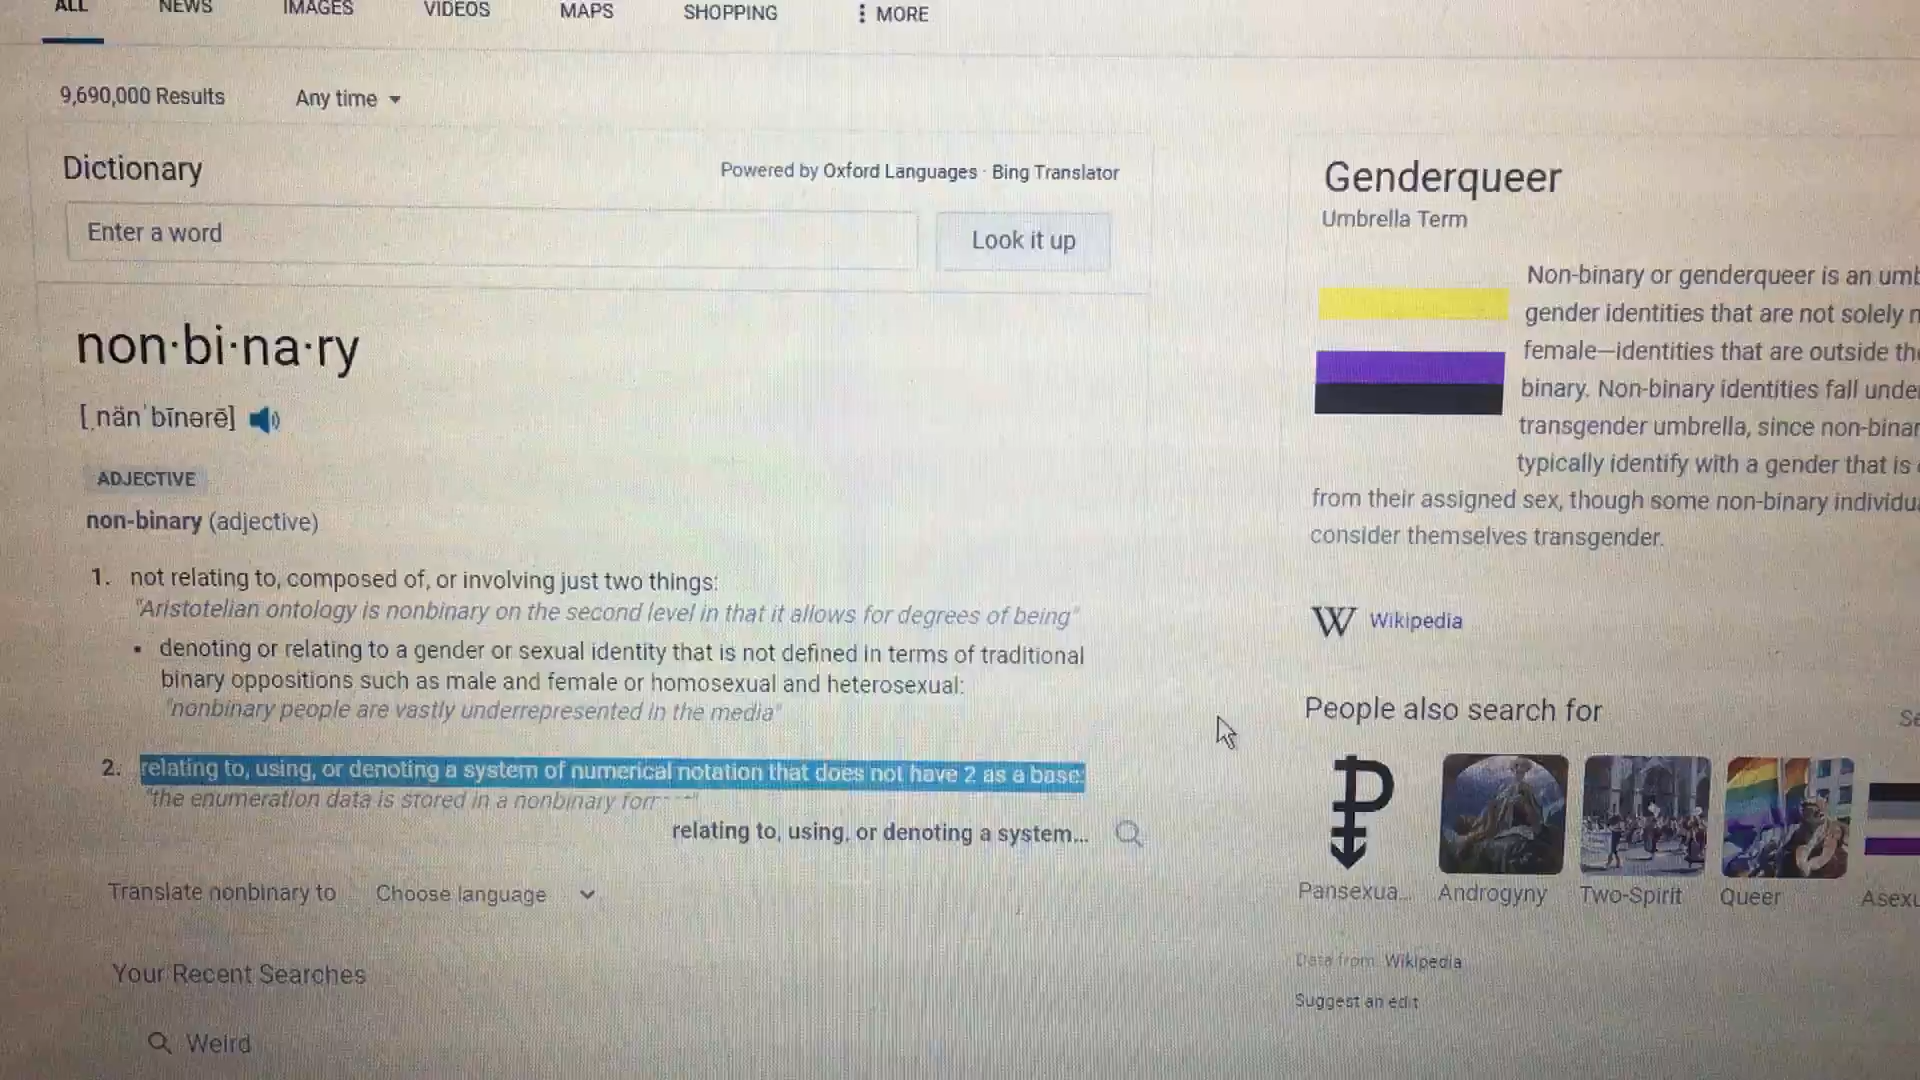 ALL NEWS IMAGES VIDEOS MAPS SHOPPING MORE
9,690,000 Results Any time
Dictionary
Powered by Oxford Languages · Bing Translator
Enter a word
Look it up
non·bi·na·ry
[ˌnänˈbīnərē]
ADJECTIVE
non-binary (adjective)
1. not relating to, composed of, or involving just two things:
"Aristotelian ontology is nonbinary on the second level in that it allows for degrees of being"
• denoting or relating to a gender or sexual identity that is not defined in terms of traditional
binary oppositions such as male and female or homosexual and heterosexual:
"nonbinary people are vastly underrepresented in the media"
2. relating to, using, or denoting a system of numerical notation that does not have 2 as a base:
"the enumeration data is stored in a nonbinary
relating to, using, or denoting a system...
Translate nonbinary to Choose language
Your Recent Searches
Weird
Genderqueer
Umbrella Term
Non-binary or genderqueer is an
gender identities that are not solely
female—identities that are outside
binary. Non-binary identities fall
transgender umbrella, since
typically identify with a gender that is
from their assigned sex, though some non-binary
consider themselves transgender.
W Wikipedia
People also search for
Pansexua... Androgyny Two-Spirit Queer
Data from: Wikipedia
Suggest an edit